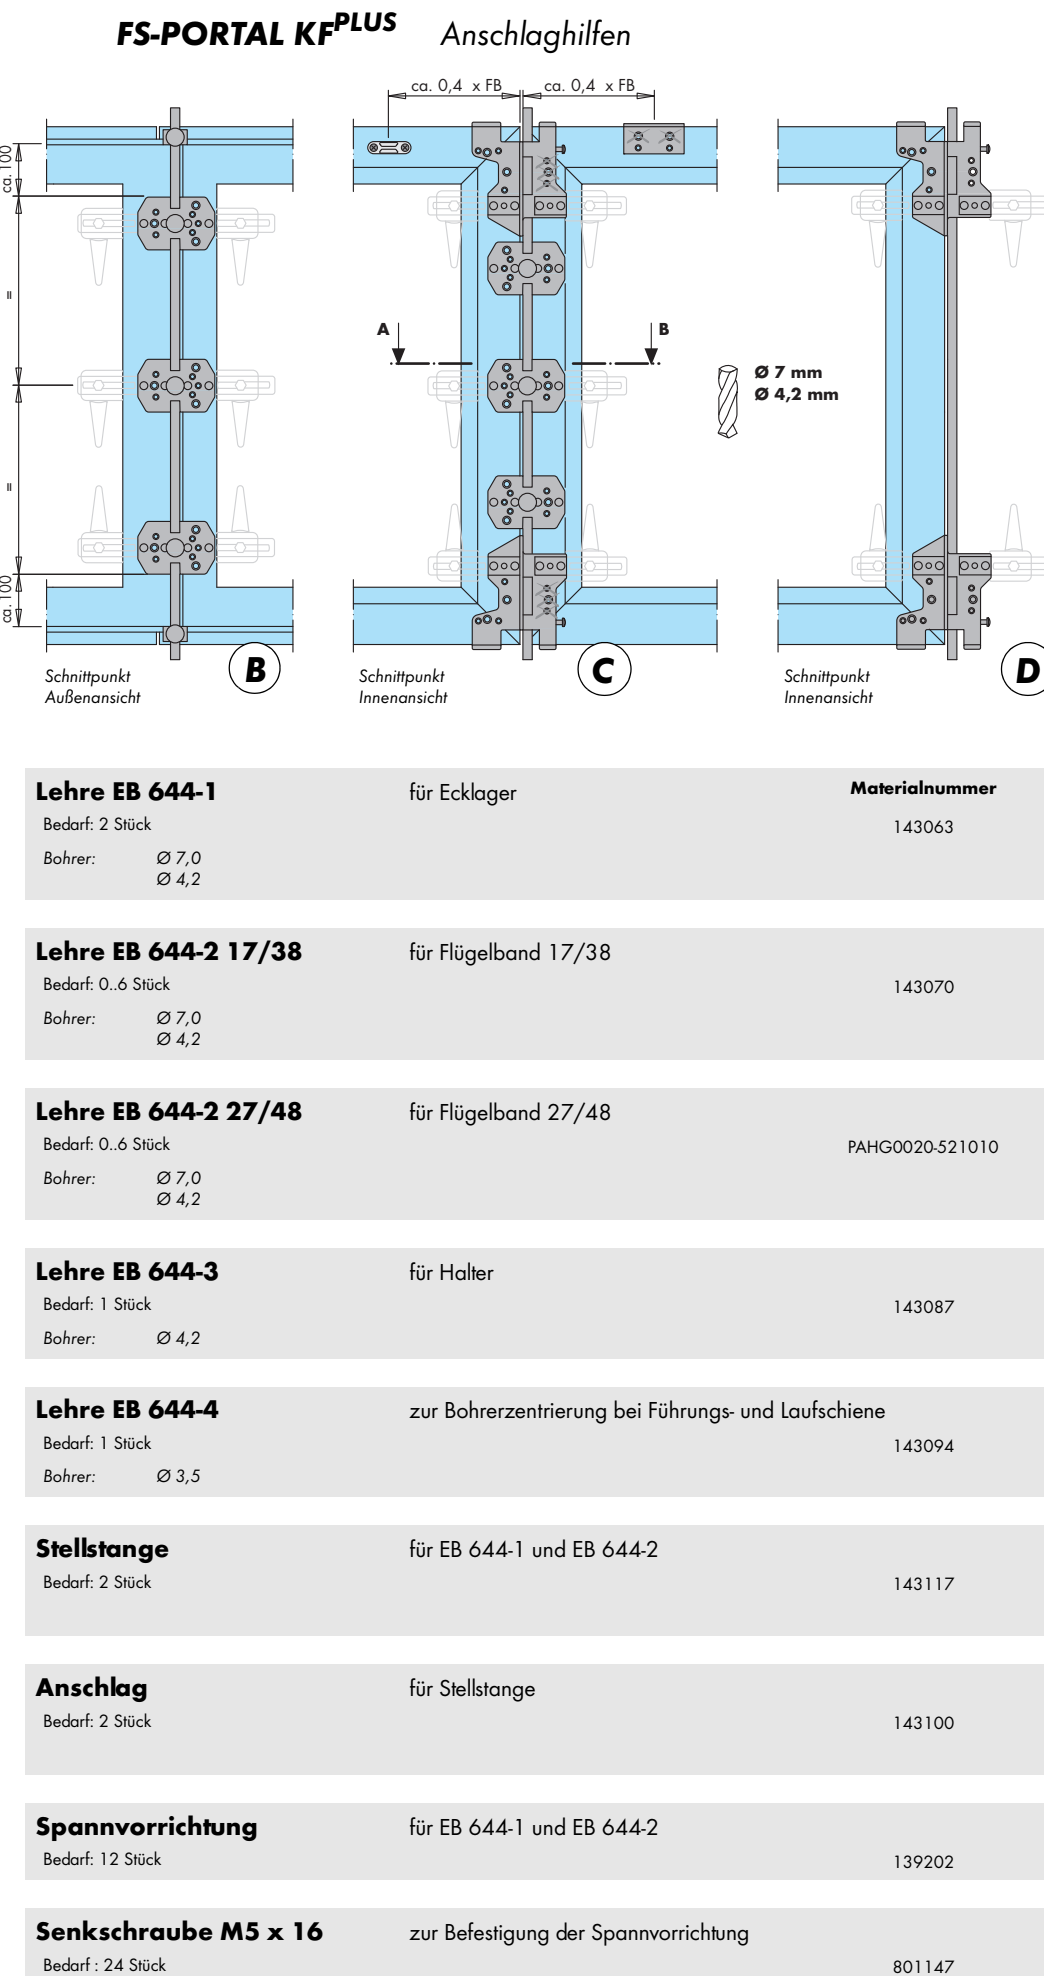 FS-PORTAL KF PLUS Anschlaghilfen
ca. 0,4 x FB ca. 0,4 x FB
ca. 100
=
=
ca. 100
A B
Ø 7 mm
Ø 4,2 mm
Schnittpunkt
Außenansicht
B
Schnittpunkt
Innenansicht
C
Schnittpunkt
Innenansicht
D
Lehre EB 644-1 für Ecklager Materialnummer
Bedarf: 2 Stück 143063
Bohrer: Ø 7,0
Ø 4,2
Lehre EB 644-2 17/38 für Flügelband 17/38
Bedarf: 0..6 Stück 143070
Bohrer: Ø 7,0
Ø 4,2
Lehre EB 644-2 27/48 für Flügelband 27/48
Bedarf: 0..6 Stück PAHG0020-521010
Bohrer: Ø 7,0
Ø 4,2
Lehre EB 644-3 für Halter
Bedarf: 1 Stück 143087
Bohrer: Ø 4,2
Lehre EB 644-4 zur Bohrerzentrierung bei Führungs- und Laufschiene
Bedarf: 1 Stück 143094
Bohrer: Ø 3,5
Stellstange für EB 644-1 und EB 644-2
Bedarf: 2 Stück 143117
Anschlag für Stellstange
Bedarf: 2 Stück 143100
Spannvorrichtung für EB 644-1 und EB 644-2
Bedarf: 12 Stück 139202
Senkschraube M5 x 16 zur Befestigung der Spannvorrichtung
Bedarf : 24 Stück 801147